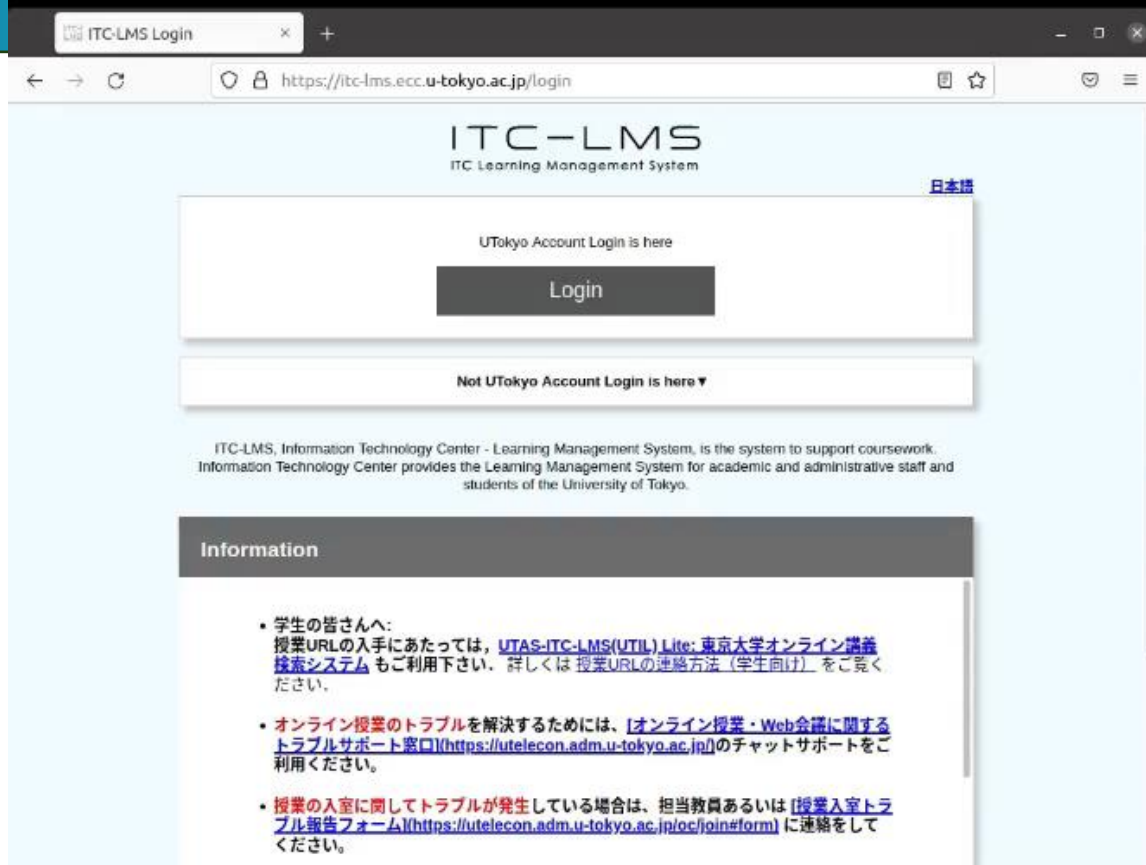 ITC-LMS Login
https://itc-lms.ecc.u-tokyo.ac.jp/login
ITC-LMS
ITC Learning Management System
日本語
UTokyo Account Login is here
Login
Not UTokyo Account Login is here▼
ITC-LMS, Information Technology Center - Learning Management System, is the system to support coursework.
Information Technology Center provides the Learning Management System for academic and administrative staff and
students of the University of Tokyo.
Information
• 学生の皆さんへ:
授業URLの入手にあたっては，UTAS-ITC-LMS(UTIL) Lite: 東京大学オンライン講義
検索システム もご利用下さい． 詳しくは 授業URLの連絡方法（学生向け） をご覧く
ださい．
• オンライン授業のトラブルを解決するためには、[オンライン授業・Web会議に関する
トラブルサポート窓口](https://utelecon.adm.u-tokyo.ac.jp/)のチャットサポートをご
利用ください。
• 授業の入室に関してトラブルが発生している場合は、担当教員あるいは [授業入室トラ
ブル報告フォーム](https://utelecon.adm.u-tokyo.ac.jp/oc/join#form) に連絡をして
ください。